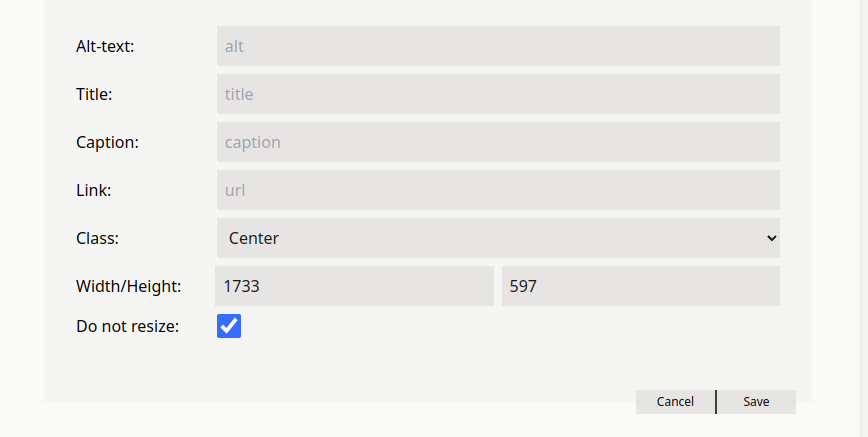 Alt-text: alt
Title: title
Caption: caption
Link: url
Class: Center
Width/Height: 1733 597
Do not resize:
Cancel Save